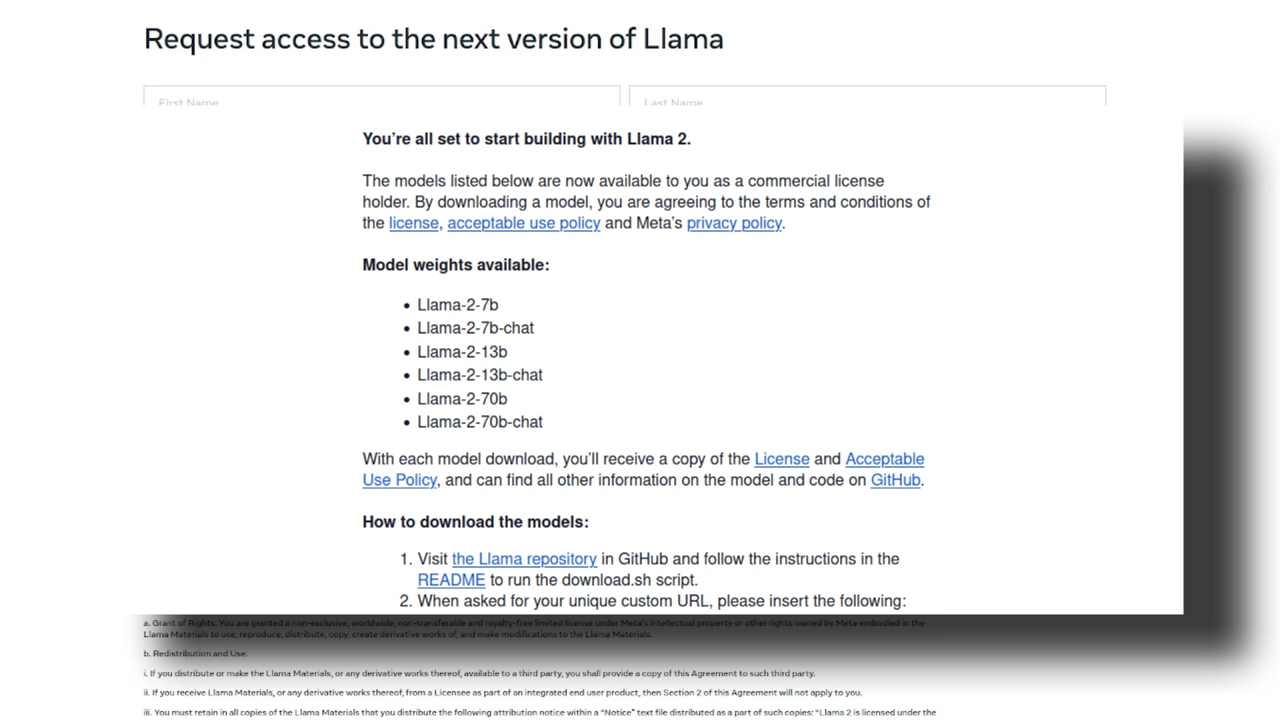 Request access to the next version of Llama
First Name
Last Name
You’re all set to start building with Llama 2.
The models listed below are now available to you as a commercial license
holder. By downloading a model, you are agreeing to the terms and conditions of
the license, acceptable use policy and Meta’s privacy policy.
Model weights available:
• Llama-2-7b
• Llama-2-7b-chat
• Llama-2-13b
• Llama-2-13b-chat
• Llama-2-70b
• Llama-2-70b-chat
With each model download, you’ll receive a copy of the License and Acceptable
Use Policy, and can find all other information on the model and code on GitHub.
How to download the models:
1. Visit the Llama repository in GitHub and follow the instructions in the
README to run the download.sh script.
2. When asked for your unique custom URL, please insert the following:
a. Grant of Rights. You are granted a non-exclusive, worldwide, non-transferable and royalty-free limited license under Meta's intellectual property or other rights owned by Meta embodied in the
Llama Materials to use, reproduce, distribute, copy, create derivative works of, and make modifications to the Llama Materials.
b. Redistribution and Use.
i. If you distribute or make the Llama Materials, or any derivative works thereof, available to a third party, you shall provide a copy of this Agreement to such third party.
ii. If you receive Llama Materials, or any derivative works thereof, from a Licensee as part of an integrated end user product, then Section 2 of this Agreement will not apply to you.
iii. You must retain in all copies of the Llama Materials that you distribute the following attribution notice within a "Notice" text file distributed as a part of such copies: "Llama 2 is licensed under the